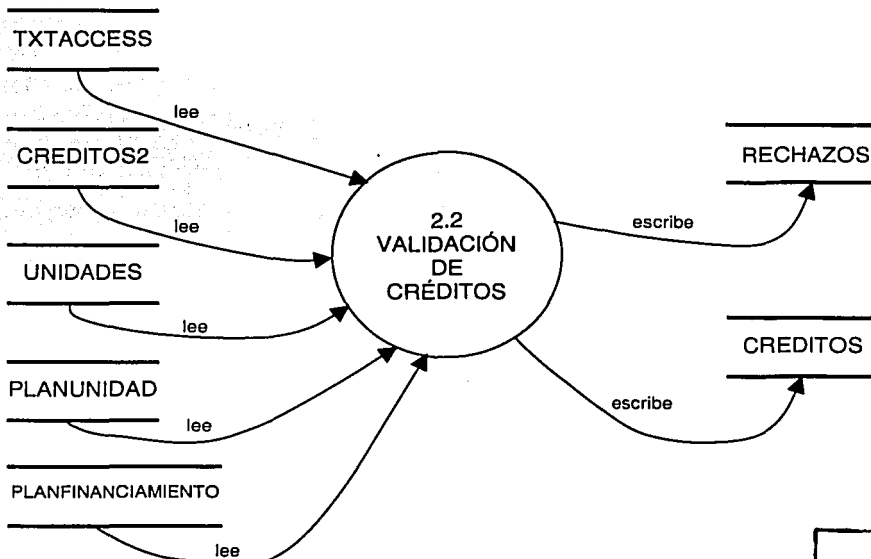 TXTACCESS
lee
CREDITOS2
lee
UNIDADES
lee
PLANUNIDAD
lee
PLANFINANCIAMIENTO
lee
2.2
VALIDACIÓN
DE
CRÉDITOS
escribe
RECHAZOS
escribe
CREDITOS